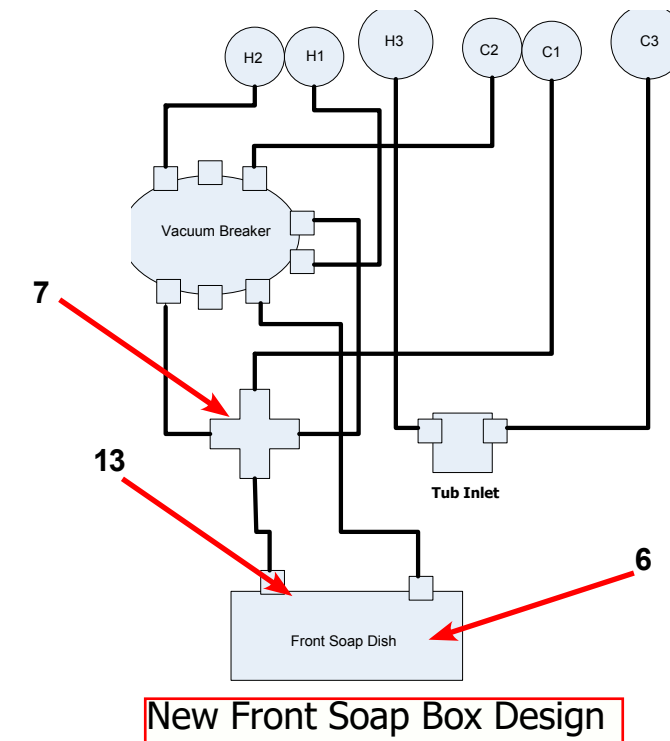 H2
H1
H3
C2
C1
C3
Vacuum Breaker
7
13
Tub Inlet
6
Front Soap Dish
New Front Soap Box Design